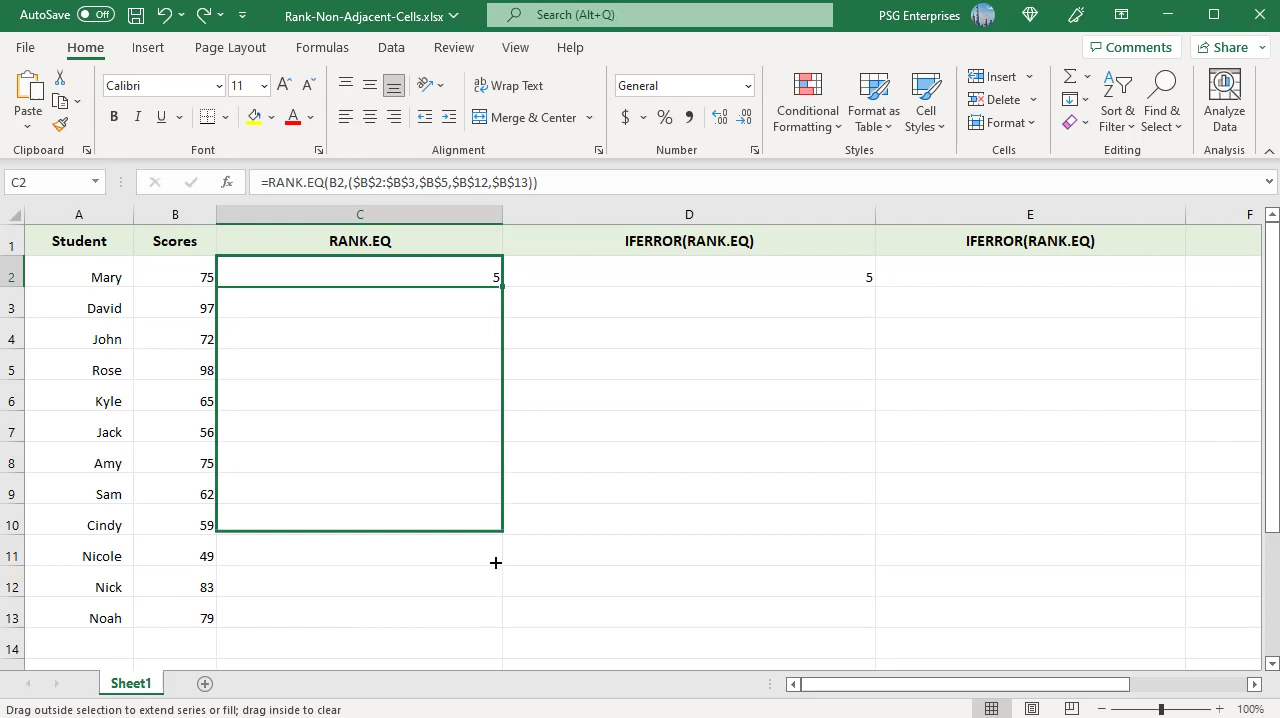 AutoSave Off Rank-Non-Adjacent-Cells.xlsx Search (Alt+Q) PSG Enterprises
File Home Insert Page Layout Formulas Data Review View Help Comments Share
Calibri 11 Wrap Text General Insert
Paste B I U A Merge & Center $ % Conditional Formatting Format as Table Cell Styles Delete Format Sort & Filter Find & Select Analyze Data
Clipboard Font Alignment Number Styles Cells Editing Analysis
C2 fx =RANK.EQ(B2,($B$2:$B$3,$B$5,$B$12,$B$13))
A B C D E F
1 Student Scores RANK.EQ IFERROR(RANK.EQ) IFERROR(RANK.EQ)
2 Mary 75 5 5
3 David 97
4 John 72
5 Rose 98
6 Kyle 65
7 Jack 56
8 Amy 75
9 Sam 62
10 Cindy 59
11 Nicole 49
12 Nick 83
13 Noah 79
14
Sheet1
Drag outside selection to extend series or fill; drag inside to clear 100%